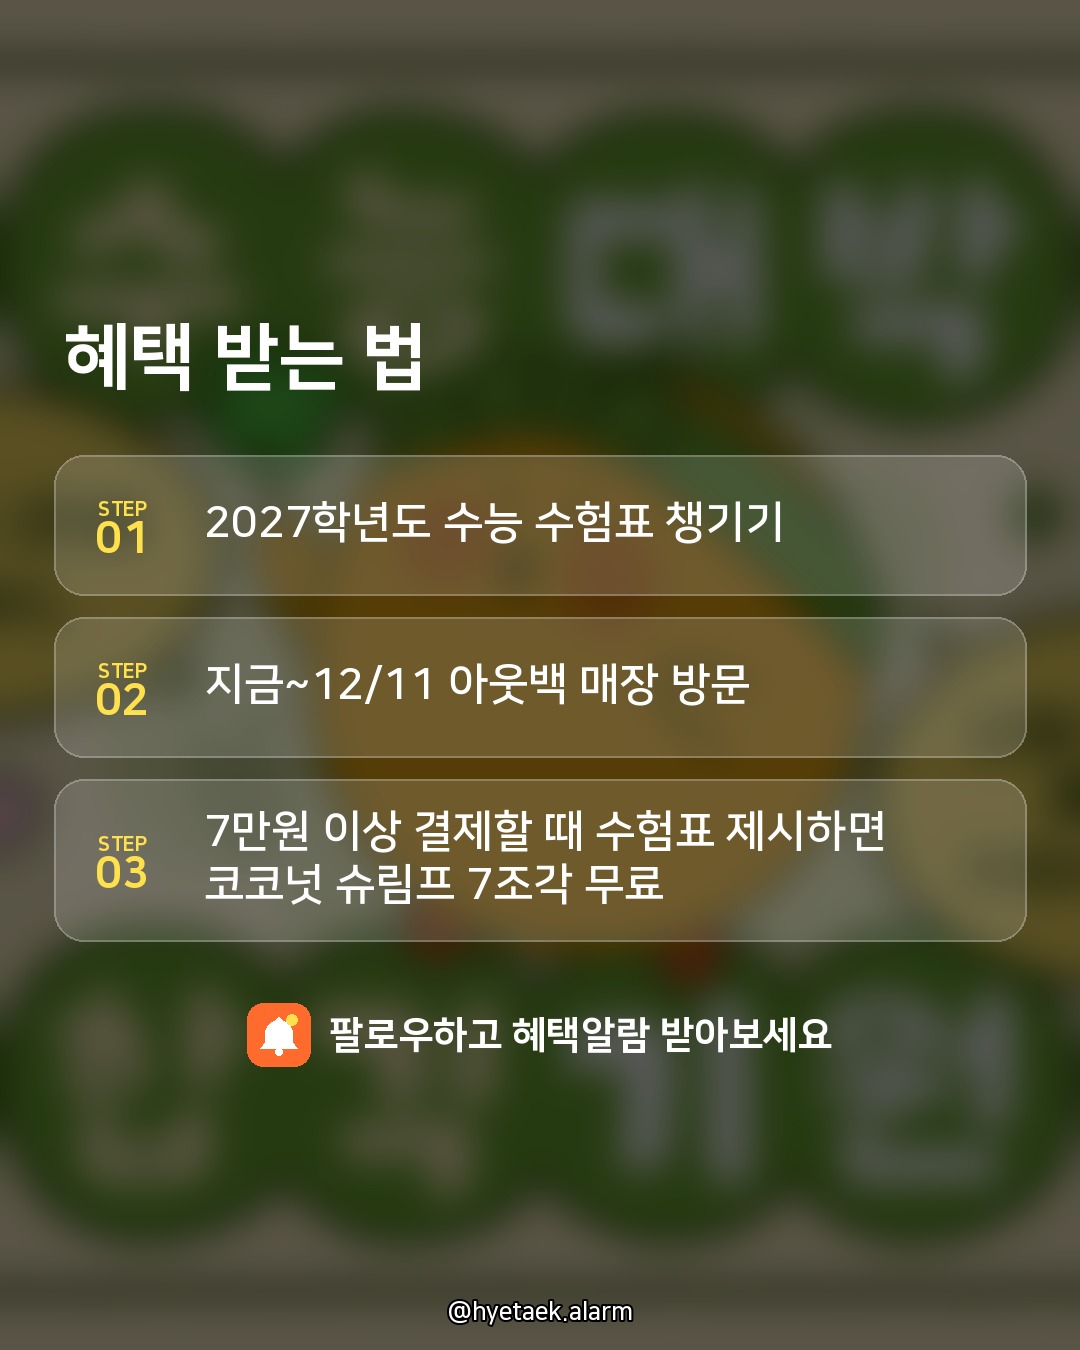 혜택 받는 법
STEP
01
2027학년도 수능 수험표 챙기기
STEP
02
지금~12/11 아웃백 매장 방문
STEP
03
7만원 이상 결제할 때 수험표 제시하면
코코넛 슈림프 7조각 무료
팔로우하고 혜택알람 받아보세요
@hyetaek.alarm